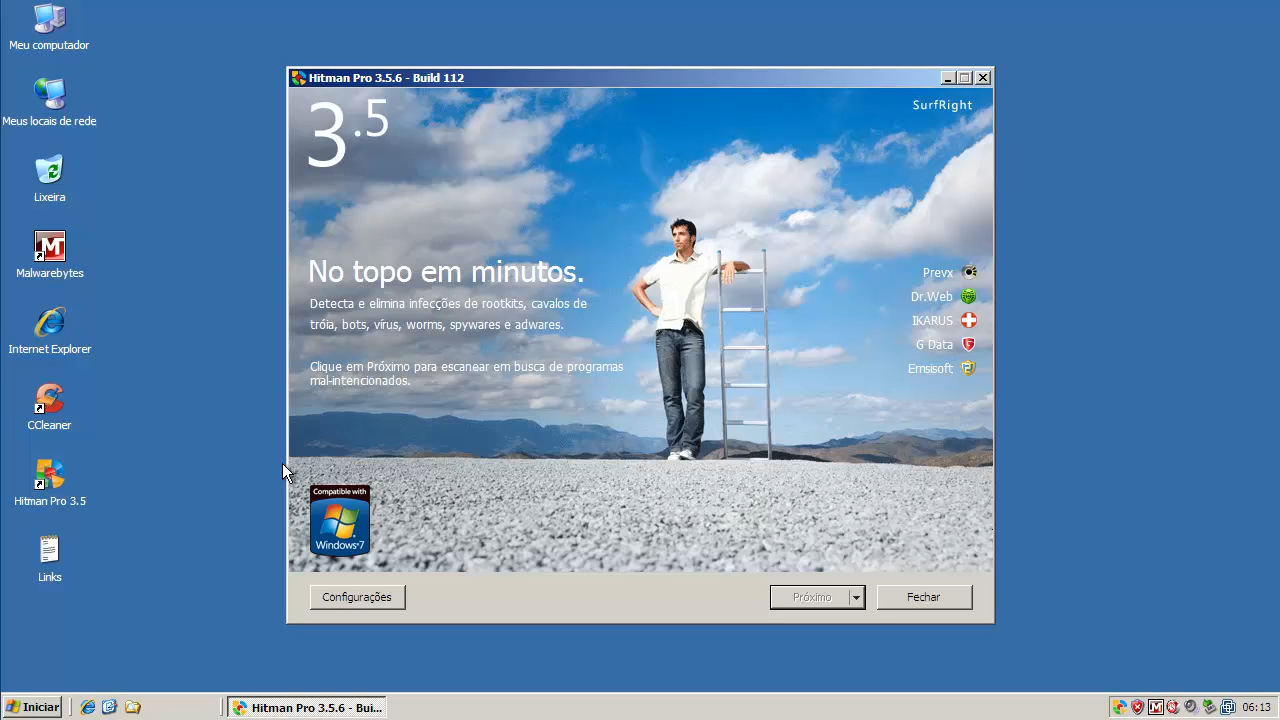 Meu computador
Meus locais de rede
Lixeira
Malwarebytes
Internet Explorer
CCleaner
Hitman Pro 3.5
Links
Hitman Pro 3.5.6 - Build 112
3.5
SurfRight
No topo em minutos.
Detecta e elimina infecções de rootkits, cavalos de
tróia, bots, vírus, worms, spywares e adwares.
Clique em Próximo para escanear em busca de programas
mal-intencionados.
Prevx
Dr.Web
IKARUS
G Data
Emsisoft
Compatible with
Windows 7
Configurações
Próximo
Fechar
Iniciar
Hitman Pro 3.5.6 - Bui...
06:13